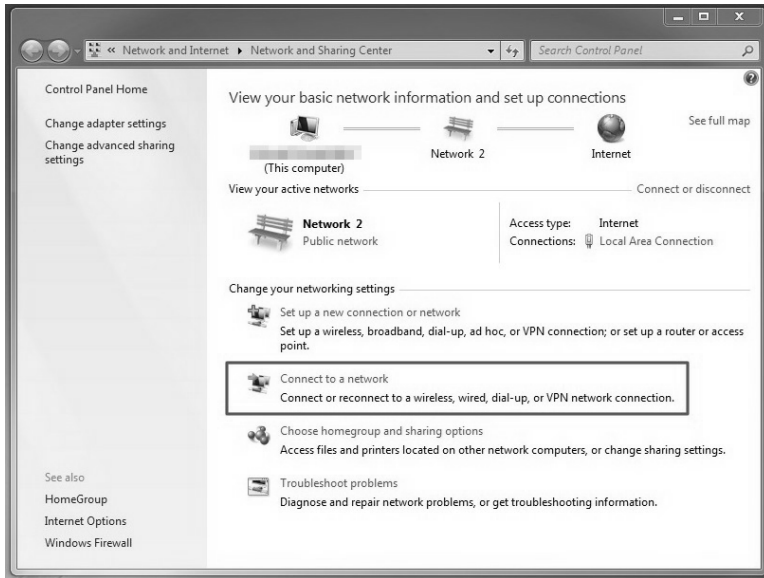 « Network and Internet ▸ Network and Sharing Center
Search Control Panel
Control Panel Home
Change adapter settings
Change advanced sharing
settings
View your basic network information and set up connections
See full map
(This computer)
Network 2
Internet
View your active networks
Connect or disconnect
Network 2
Public network
Access type: Internet
Connections: Local Area Connection
Change your networking settings
Set up a new connection or network
Set up a wireless, broadband, dial-up, ad hoc, or VPN connection; or set up a router or access
point.
Connect to a network
Connect or reconnect to a wireless, wired, dial-up, or VPN network connection.
Choose homegroup and sharing options
Access files and printers located on other network computers, or change sharing settings.
Troubleshoot problems
Diagnose and repair network problems, or get troubleshooting information.
See also
HomeGroup
Internet Options
Windows Firewall